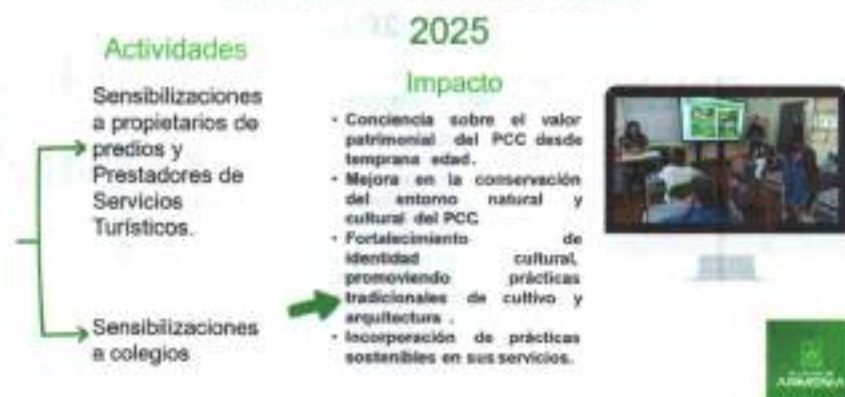 2025
Actividades
Sensibilizaciones
a propietarios de
predios y
Prestadores de
Servicios
Turísticos.
Sensibilizaciones
a colegios
Impacto
• Conciencia sobre el valor
patrimonial del PCC desde
temprana edad.
• Mejora en la conservación
del entorno natural y
cultural del PCC
• Fortalecimiento de
identidad cultural,
promoviendo prácticas
tradicionales de cultivo y
arquitectura .
• Incorporación de prácticas
sostenibles en sus servicios.
ARMENIA